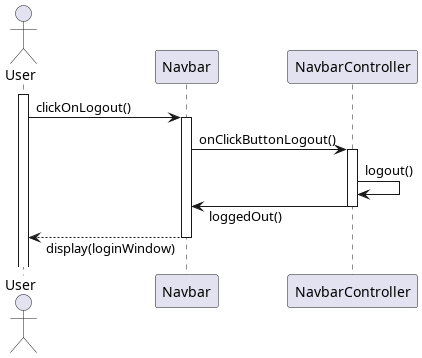 User
Navbar
NavbarController
clickOnLogout()
onClickButtonLogout()
logout()
loggedOut()
display(loginWindow)
User
Navbar
NavbarController